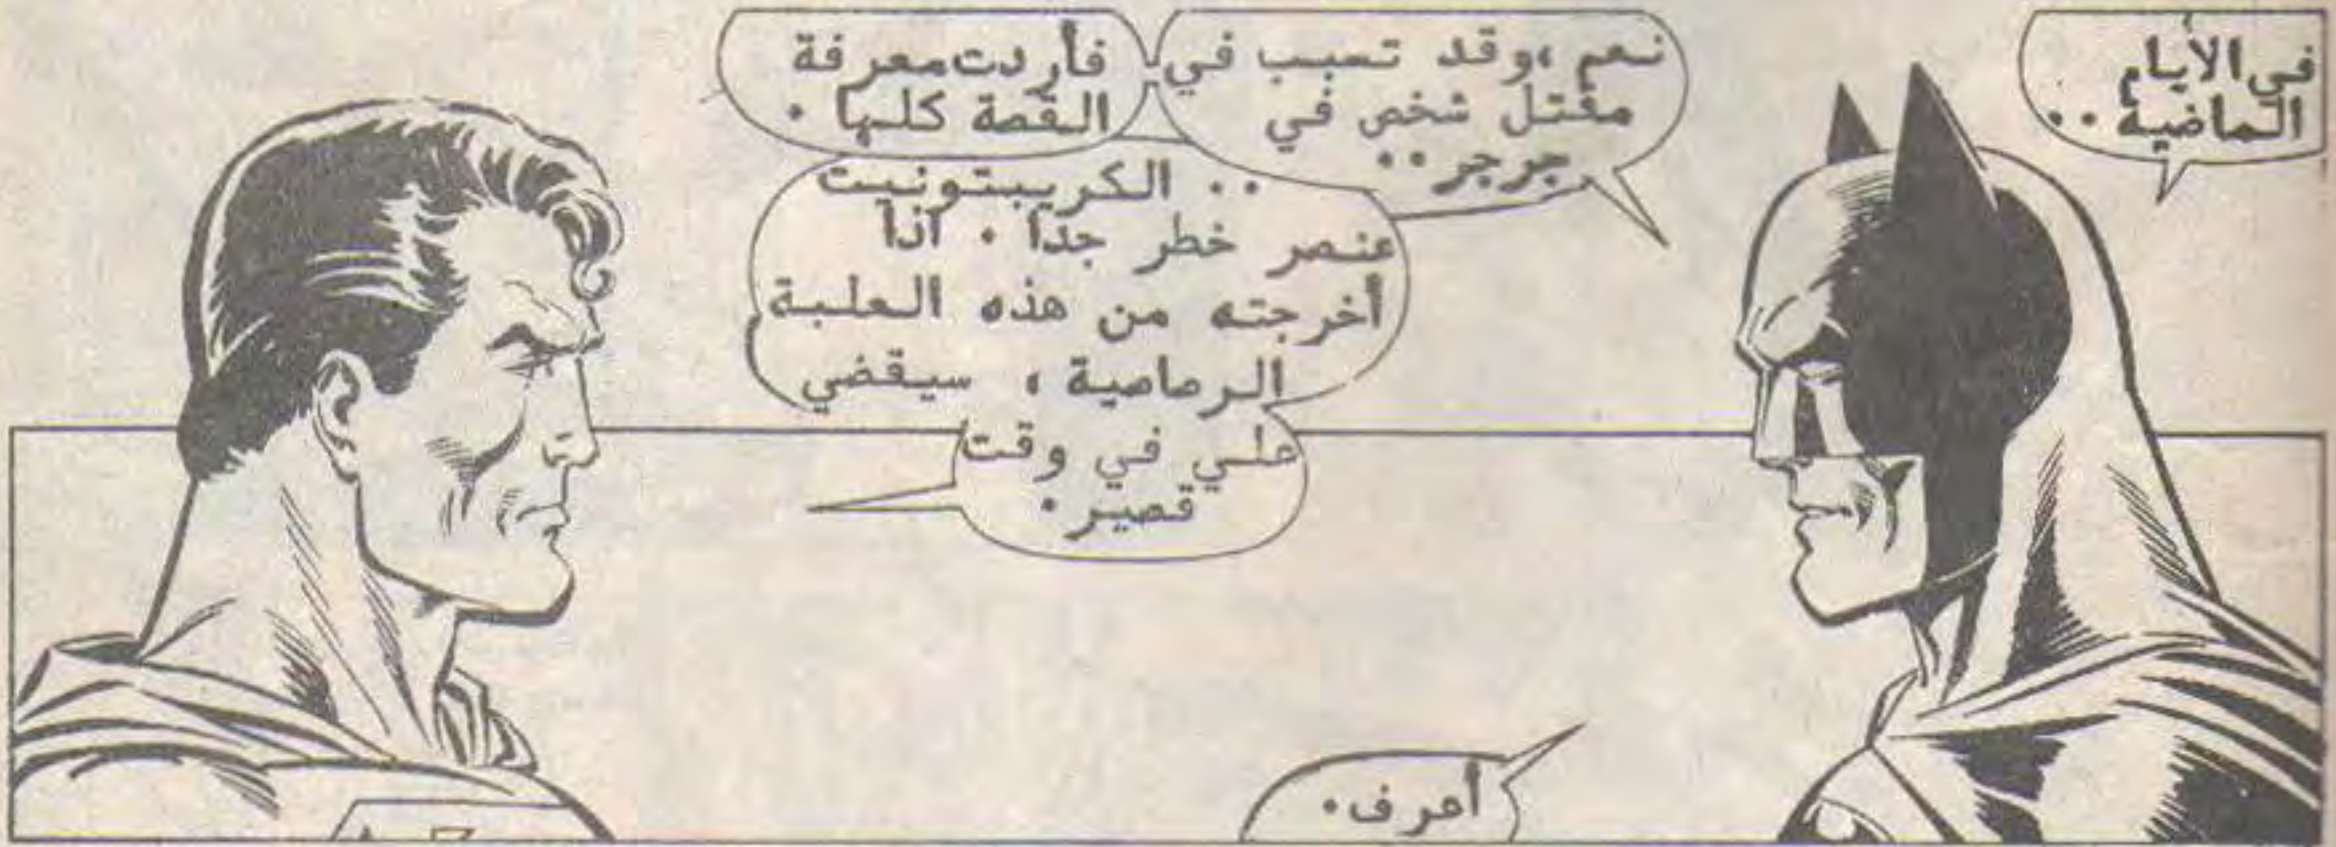 في الأيام
الماضية ..
نعم ، وقد تسبب في
مقتل شخص في
جرجر ..
فأردت معرفة
القصة كلها .
.. الكريبتونيت
عنصر خطر جداً . اذا
أخرجته من هذه العلبة
الرصاصية ، سيقضي
علي في وقت
قصير .
أعرف .